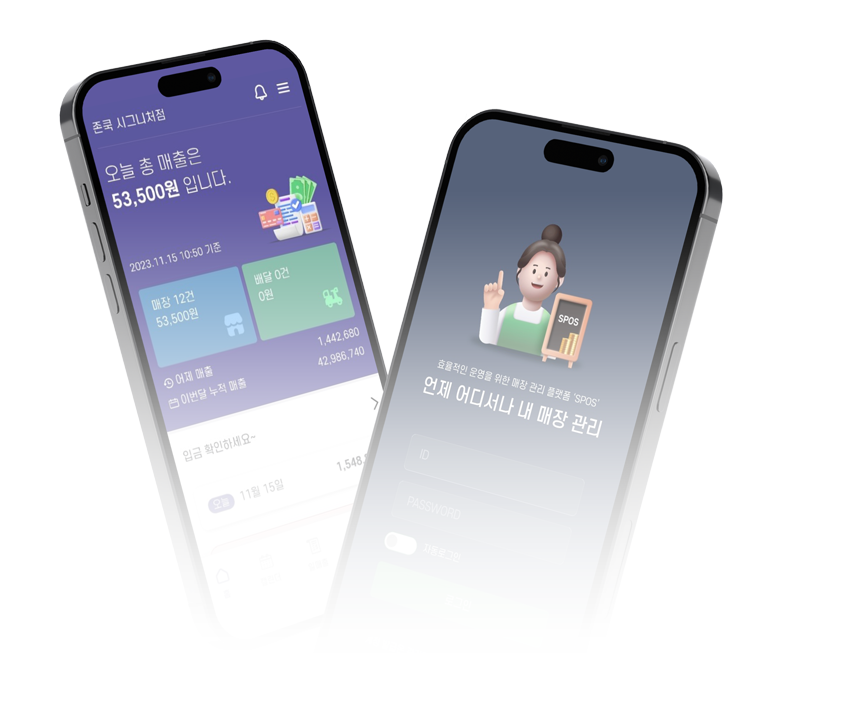 존쿡 시그니처점
오늘 총 매출은
53,500원 입니다.
2023.11.15 10:50 기준
매장 12건
53,500원
배달 0건
0원
어제 매출 1,442,680
이번달 누적 매출 42,986,740
입금 확인하세요~
오늘 11월 15일 1,548,
SPOS
효율적인 운영을 위한 매장 관리 플랫폼 'SPOS'
언제 어디서나 내 매장 관리
ID
PASSWORD
자동로그인